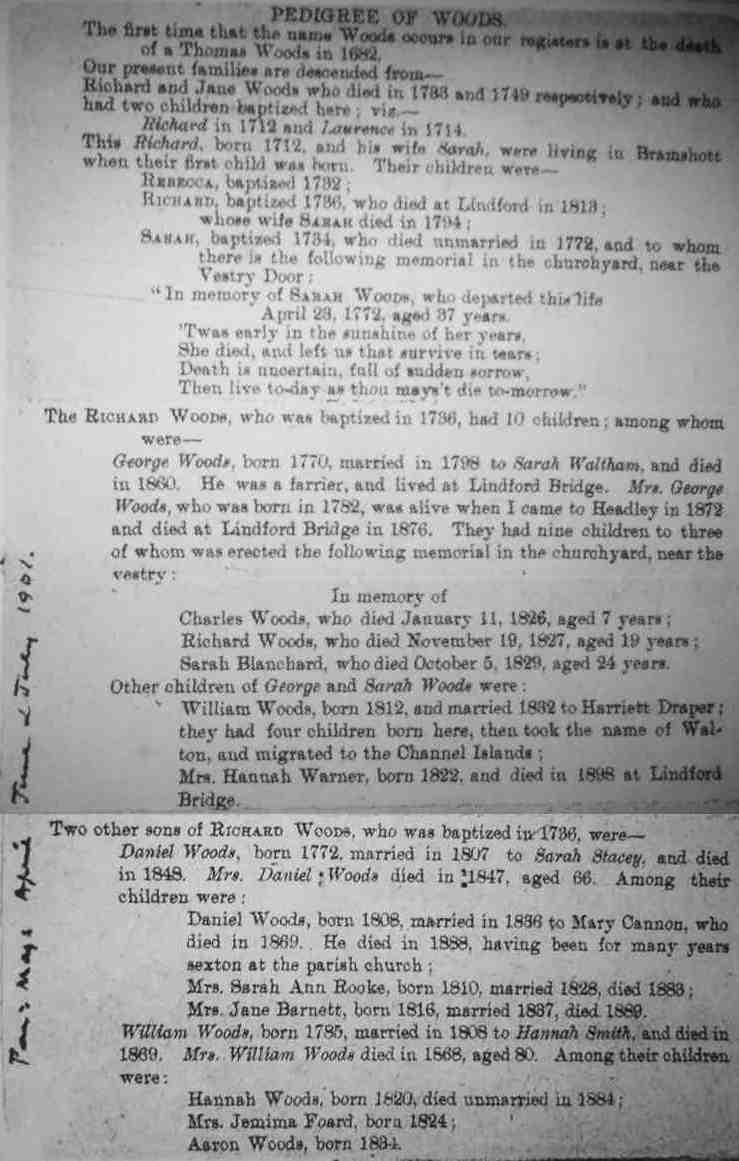 PEDIGREE OF WOODS.
The first time that the name Woods occurs in our registers is at the death
of a Thomas Woods in 1682.
Our present families are descended from—
Richard and Jane Woods who died in 1733 and 1749 respectively; and who
had two children baptized here; viz.—
Richard in 1712 and Laurence in 1714.
This Richard, born 1712, and his wife Sarah, were living in Bramshott
when their first child was born. Their children were—
REBECCA, baptized 1732;
RICHARD, baptized 1736, who died at Lindford in 1813;
whose wife SARAH died in 1794;
SARAH, baptized 1734, who died unmarried in 1772, and to whom
there is the following memorial in the churchyard, near the
Vestry Door:
"In memory of SARAH WOODS, who departed this life
April 23, 1772, aged 37 years.
'Twas early in the sunshine of her years,
She died, and left us that survive in tears;
Death is uncertain, full of sudden sorrow,
Then live to-day as thou mays't die to-morrow."
The RICHARD WOODS, who was baptized in 1736, had 10 children; among whom
were—
George Woods, born 1770, married in 1798 to Sarah Waltham, and died
in 1860. He was a farrier, and lived at Lindford Bridge. Mrs. George
Woods, who was born in 1782, was alive when I came to Headley in 1872
and died at Lindford Bridge in 1876. They had nine children to three
of whom was erected the following memorial in the churchyard, near the
vestry:
In memory of
Charles Woods, who died January 11, 1826, aged 7 years;
Richard Woods, who died November 19, 1827, aged 19 years;
Sarah Blanchard, who died October 5, 1829, aged 24 years.
Other children of George and Sarah Woods were:
William Woods, born 1812, and married 1832 to Harriett Draper;
they had four children born here, then took the name of Wal-
ton, and migrated to the Channel Islands;
Mrs. Hannah Warner, born 1822, and died in 1898 at Lindford
Bridge.
June & July 1901.
Two other sons of RICHARD WOODS, who was baptized in 1736, were—
Daniel Woods, born 1772, married in 1807 to Sarah Stacey, and died
in 1848. Mrs. Daniel Woods died in 1847, aged 66. Among their
children were:
Daniel Woods, born 1808, married in 1836 to Mary Cannon, who
died in 1869. He died in 1888, having been for many years
sexton at the parish church;
Mrs. Sarah Ann Rooke, born 1810, married 1828, died 1883;
Mrs. Jane Barnett, born 1816, married 1837, died 1889.
William Woods, born 1785, married in 1808 to Hannah Smith, and died in
1869. Mrs. William Woods died in 1868, aged 80. Among their children
were:
Hannah Woods, born 1820, died unmarried in 1884;
Mrs. Jemima Foard, born 1824;
Aaron Woods, born 1834.
Mags April